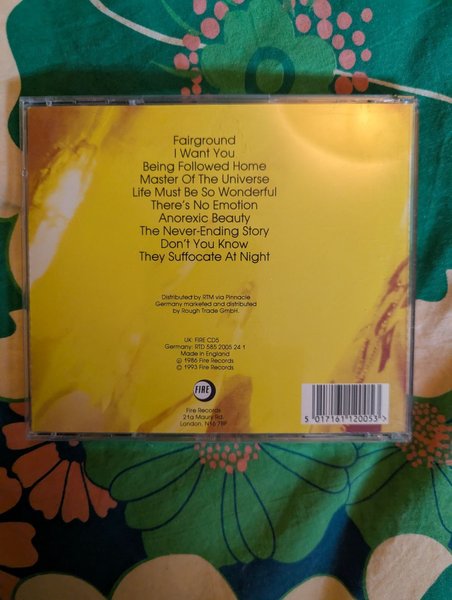 Fairground
I Want You
Being Followed Home
Master Of The Universe
Life Must Be So Wonderful
There's No Emotion
Anorexic Beauty
The Never-Ending Story
Don't You Know
They Suffocate At Night
Distributed by RTM via Pinnacle
Germany marketed and distributed
by Rough Trade GmbH.
UK: FIRE CD5
Germany: RTD 585 2005 24 1
Made in England
℗ 1986 Fire Records
© 1993 Fire Records
FIRE
Fire Records
21a Maury Rd.
London. N16 7BP
5 017161 120053 >